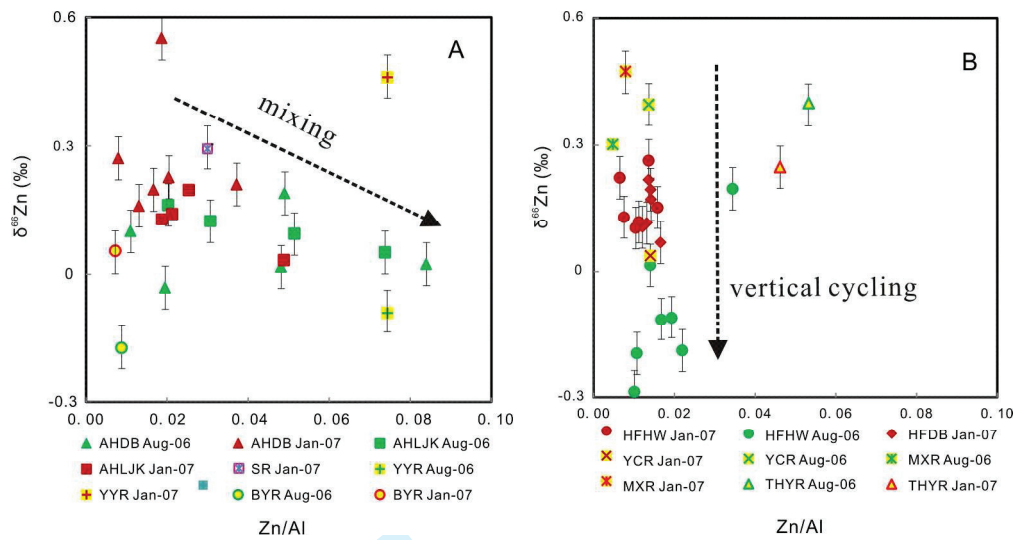 A
0.6
0.3
0
-0.3
δ⁶⁶Zn (‰)
mixing
0.00 0.02 0.04 0.06 0.08 0.10
AHDB Aug-06 AHDB Jan-07 AHLJK Aug-06
AHLJK Jan-07 SR Jan-07 YYR Aug-06
YYR Jan-07 BYR Aug-06 BYR Jan-07
Zn/Al
B
0.6
0.3
0
-0.3
δ⁶⁶Zn (‰)
vertical cycling
0.00 0.02 0.04 0.06 0.08 0.10
HFHW Jan-07 HFHW Aug-06 HFDB Jan-07
YCR Jan-07 YCR Aug-06 MXR Aug-06
MXR Jan-07 THYR Aug-06 THYR Jan-07
Zn/Al